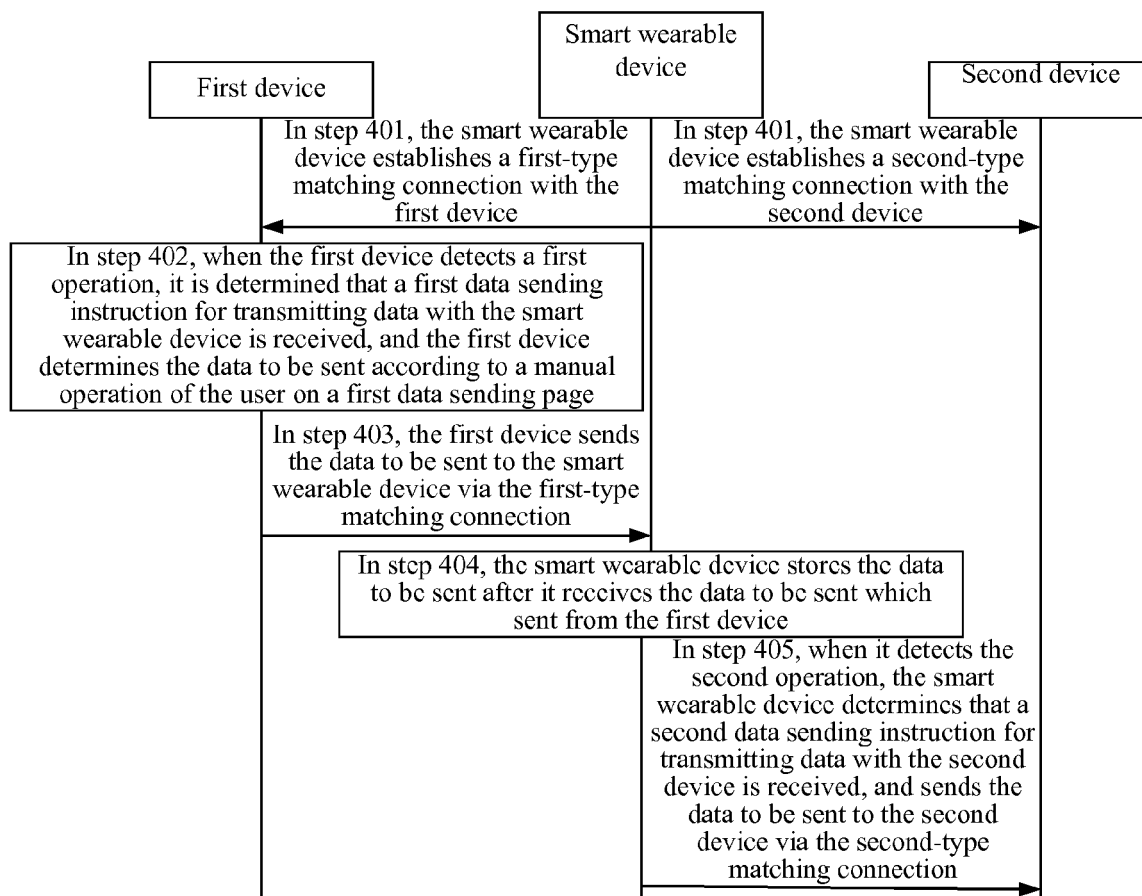 First device
Smart wearable
device
Second device
In step 401, the smart wearable
device establishes a first-type
matching connection with the
first device
In step 401, the smart wearable
device establishes a second-type
matching connection with the
second device
In step 402, when the first device detects a first
operation, it is determined that a first data sending
instruction for transmitting data with the smart
wearable device is received, and the first device
determines the data to be sent according to a manual
operation of the user on a first data sending page
In step 403, the first device sends
the data to be sent to the smart
wearable device via the first-type
matching connection
In step 404, the smart wearable device stores the data
to be sent after it receives the data to be sent which
sent from the first device
In step 405, when it detects the
second operation, the smart
wearable device determines that a
second data sending instruction for
transmitting data with the second
device is received, and sends the
data to be sent to the second
device via the second-type
matching connection